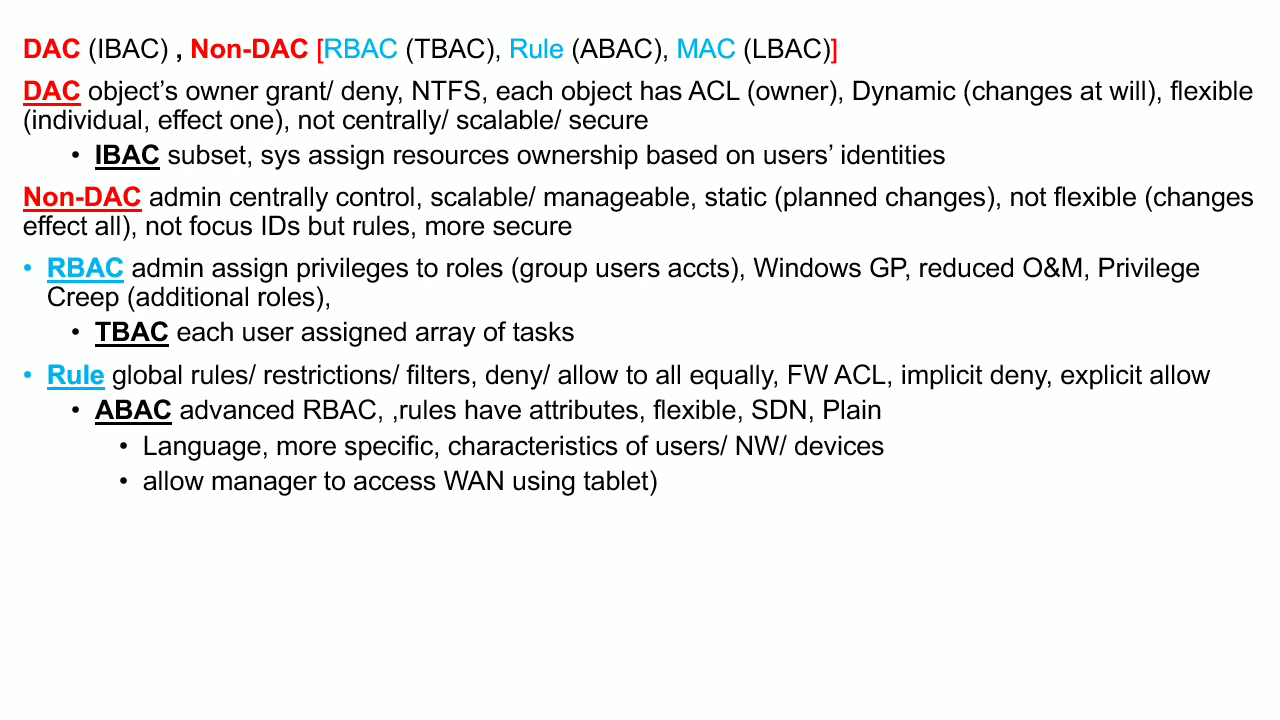 DAC (IBAC) , Non-DAC [RBAC (TBAC), Rule (ABAC), MAC (LBAC)]
DAC object’s owner grant/ deny, NTFS, each object has ACL (owner), Dynamic (changes at will), flexible
(individual, effect one), not centrally/ scalable/ secure
• IBAC subset, sys assign resources ownership based on users’ identities
Non-DAC admin centrally control, scalable/ manageable, static (planned changes), not flexible (changes
effect all), not focus IDs but rules, more secure
• RBAC admin assign privileges to roles (group users accts), Windows GP, reduced O&M, Privilege
Creep (additional roles),
• TBAC each user assigned array of tasks
• Rule global rules/ restrictions/ filters, deny/ allow to all equally, FW ACL, implicit deny, explicit allow
• ABAC advanced RBAC, ,rules have attributes, flexible, SDN, Plain
• Language, more specific, characteristics of users/ NW/ devices
• allow manager to access WAN using tablet)